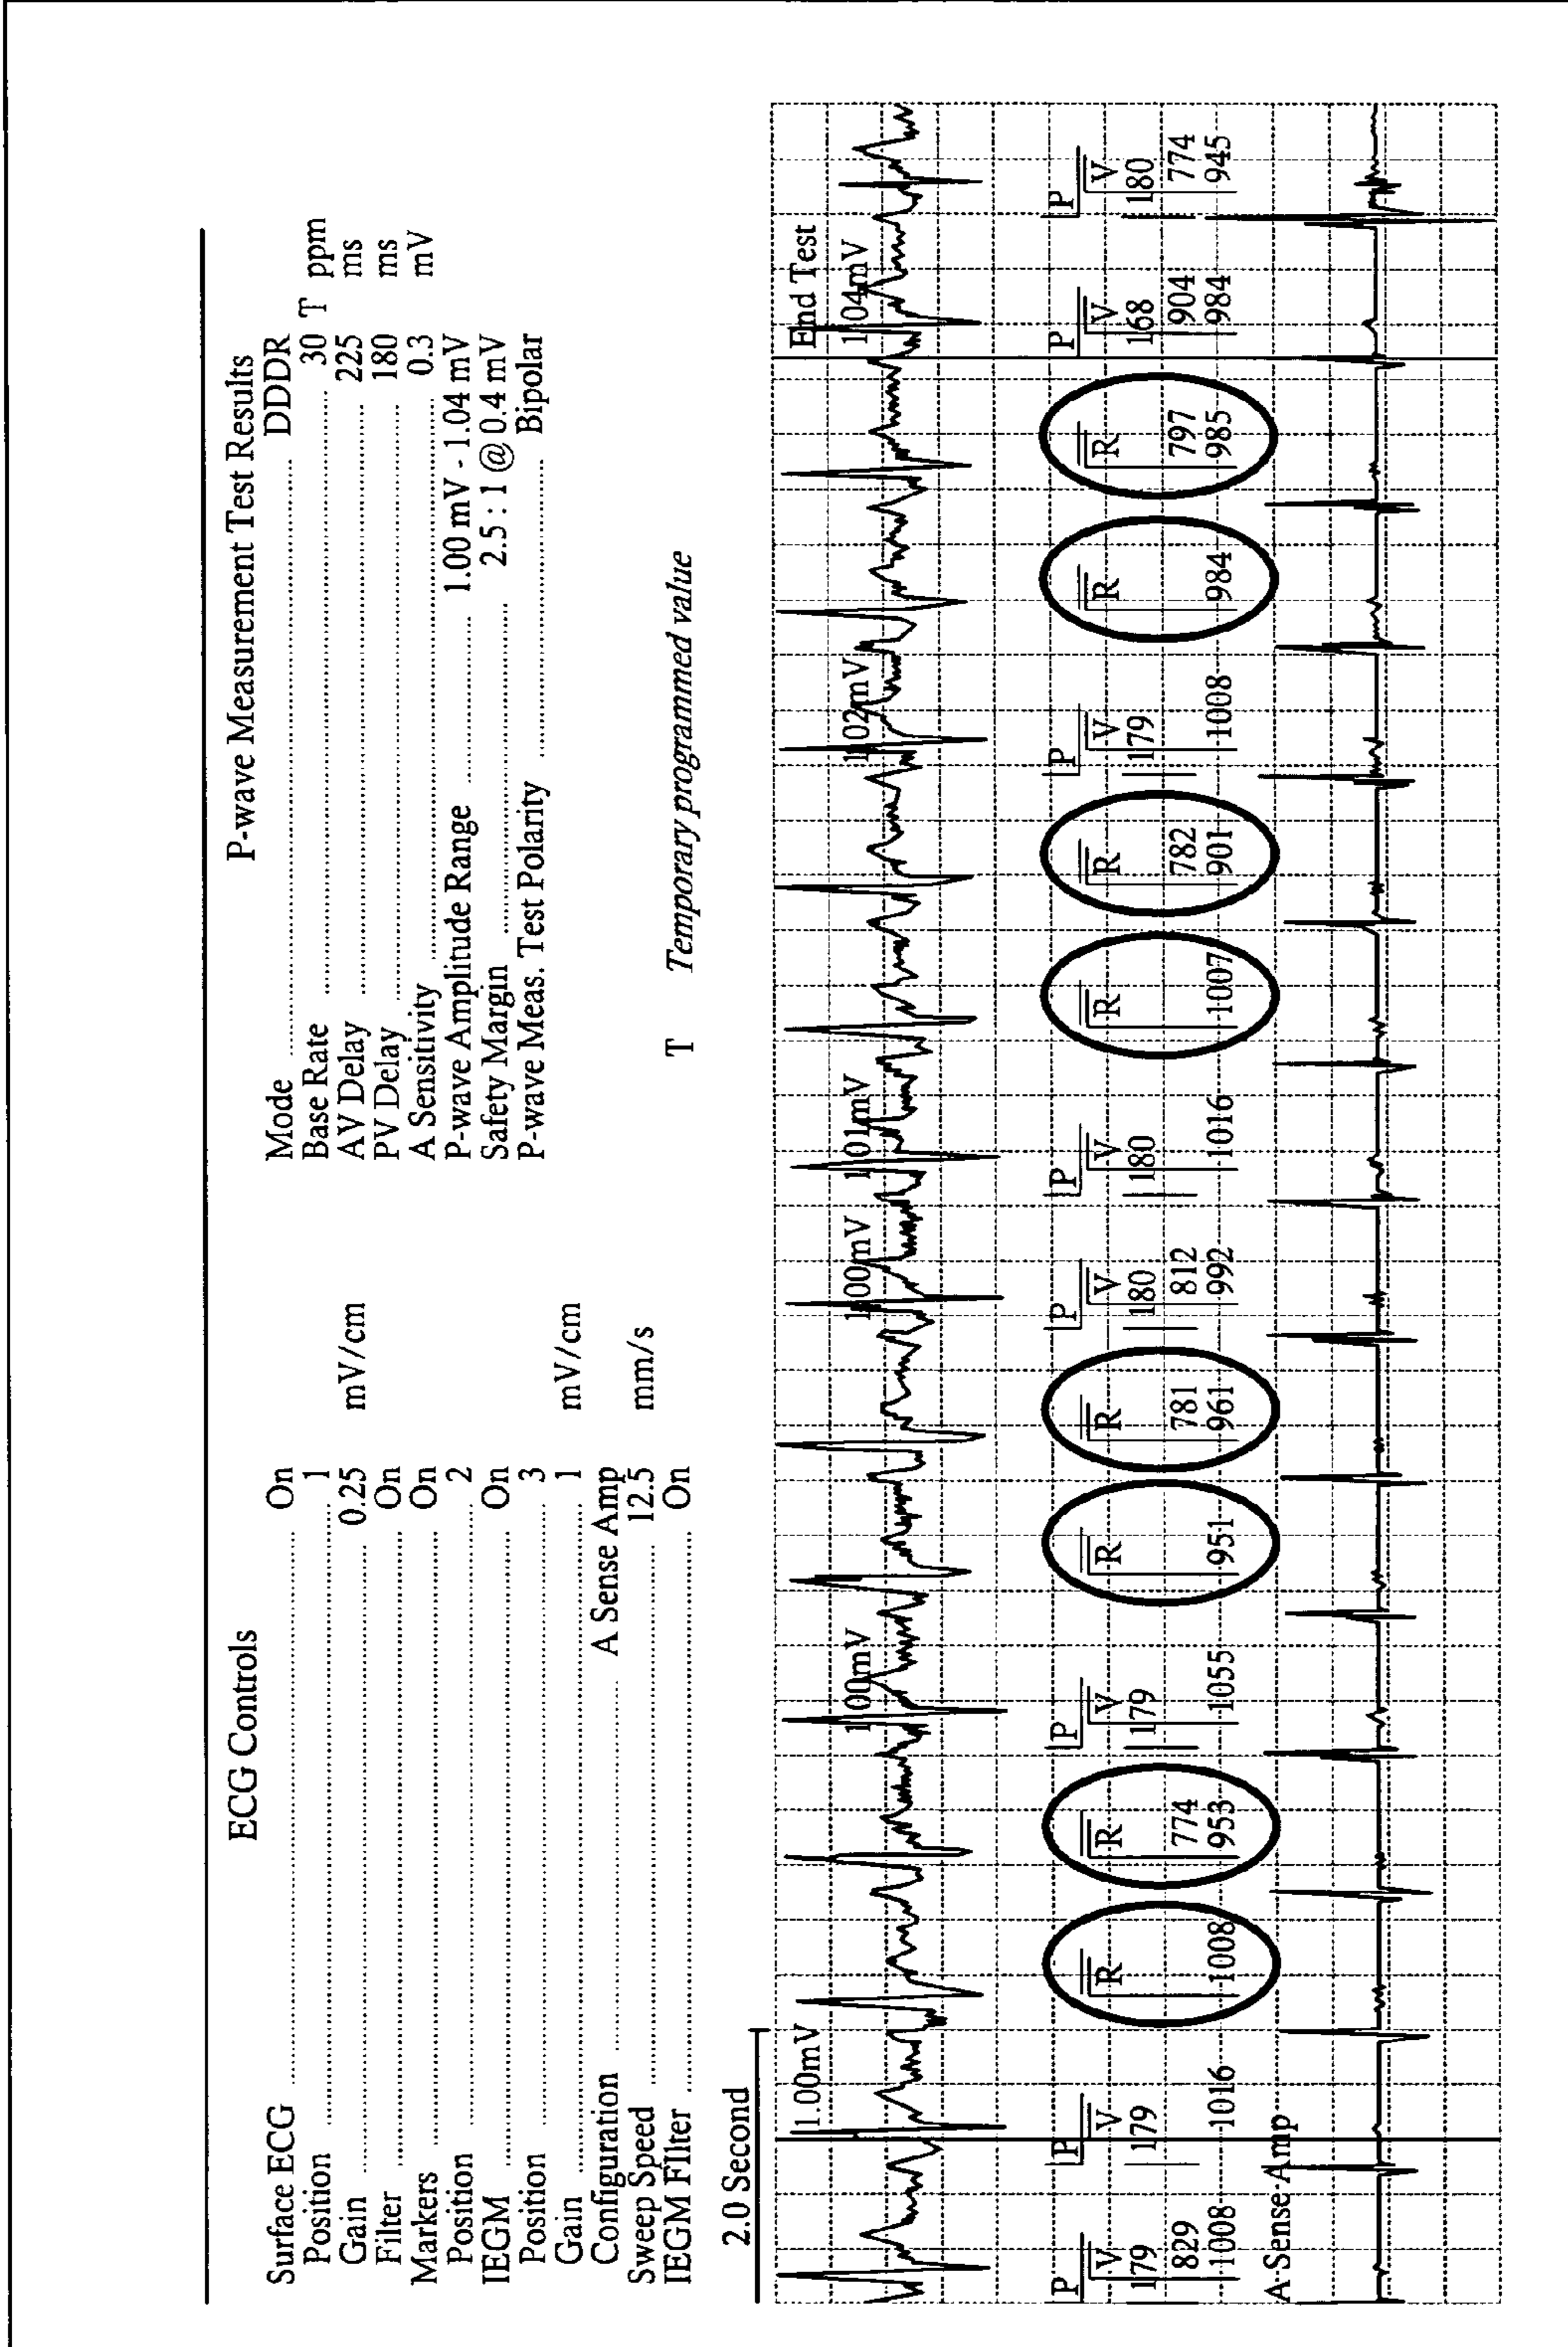 ECG Controls
Surface ECG On
Position 1
Gain 0.25 mV/cm
Filter On
Markers On
Position 2
IEGM On
Position 3
Gain 1 mV/cm
Configuration A Sense Amp
Sweep Speed 12.5 mm/s
IEGM FIlter On
P-wave Measurement Test Results
Mode DDDR
Base Rate 30 T ppm
AV Delay 225 ms
PV Delay 180 ms
A Sensitivity 0.3 mV
P-wave Amplitude Range 1.00 mV - 1.04 mV
Safety Margin 2.5 : 1 @ 0.4 mV
P-wave Meas. Test Polarity Bipolar
T Temporary programmed value
2.0 Second
1.00mV 1.00mV 1.00mV 1.01mV 1.02mV 1.04mV End Test
P P P P P P P P
V V R R V R R V V R R V R R V V
179 179 179 180 180 179 168 180
829 774 781 812 782 797 904 774
1008 1016 1008 953 1055 951 961 992 1016 1007 901 1008 984 985 984 945
A-Sense-Amp